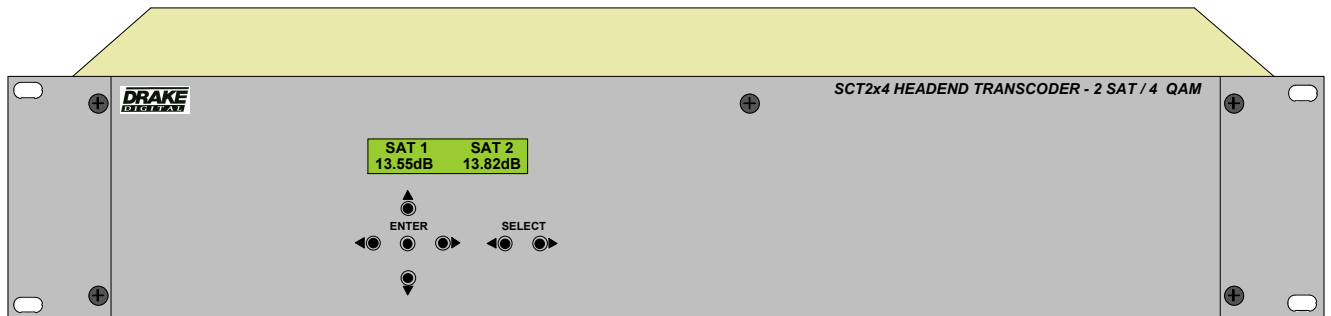 DRAKE
DIGITAL
SCT2x4 HEADEND TRANSCODER - 2 SAT / 4 QAM
SAT 1 SAT 2
13.55dB 13.82dB
ENTER SELECT